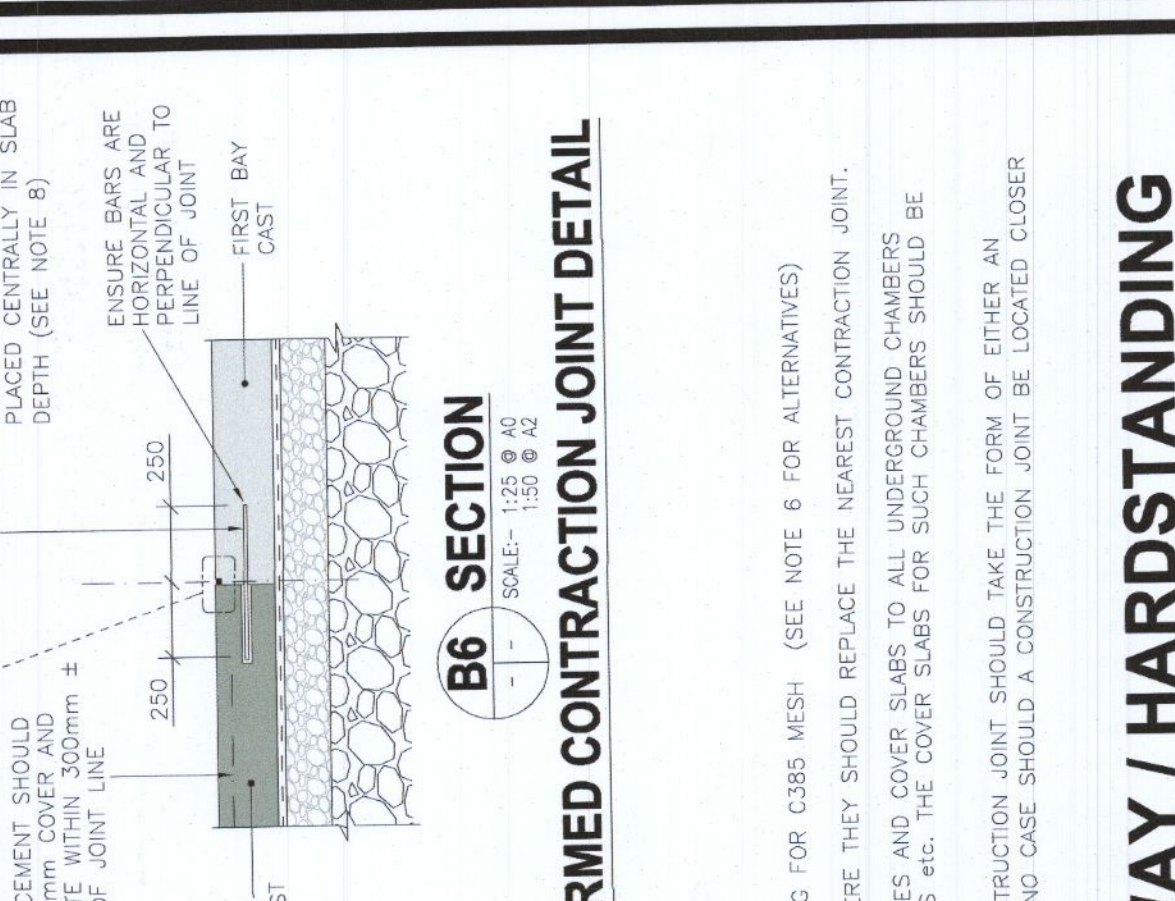 PLACED CENTRALLY IN SLAB
DEPTH (SEE NOTE 8)
ENSURE BARS ARE
HORIZONTAL AND
PERPENDICULAR TO
LINE OF JOINT
FIRST BAY
CAST
250
250
CEMENT SHOULD
mm COVER AND
WITHIN 300mm ±
OF JOINT LINE
ST
B6 SECTION
- -
SCALE:- 1:25 @ A0
1:50 @ A2
RMED CONTRACTION JOINT DETAIL
G FOR C385 MESH (SEE NOTE 6 FOR ALTERNATIVES)
RE THEY SHOULD REPLACE THE NEAREST CONTRACTION JOINT.
ES AND COVER SLABS TO ALL UNDERGROUND CHAMBERS
S etc. THE COVER SLABS FOR SUCH CHAMBERS SHOULD BE
TRUCTION JOINT SHOULD TAKE THE FORM OF EITHER AN
NO CASE SHOULD A CONSTRUCTION JOINT BE LOCATED CLOSER
WAY / HARDSTANDING